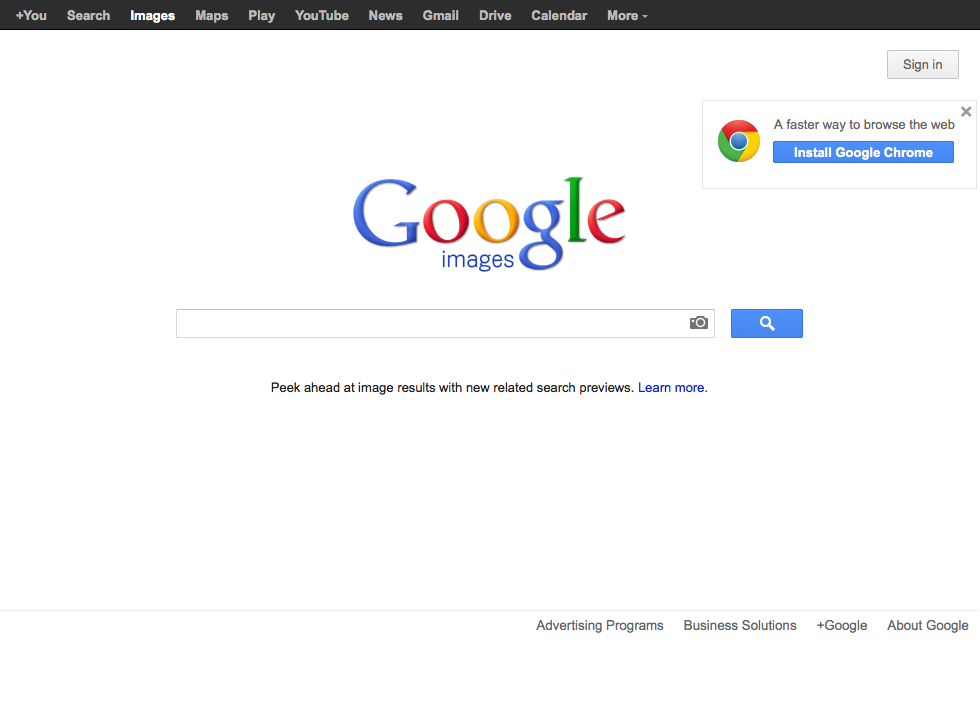 +You Search Images Maps Play YouTube News Gmail Drive Calendar More
Sign in
A faster way to browse the web
Install Google Chrome
Google
images
Peek ahead at image results with new related search previews. Learn more.
Advertising Programs Business Solutions +Google About Google